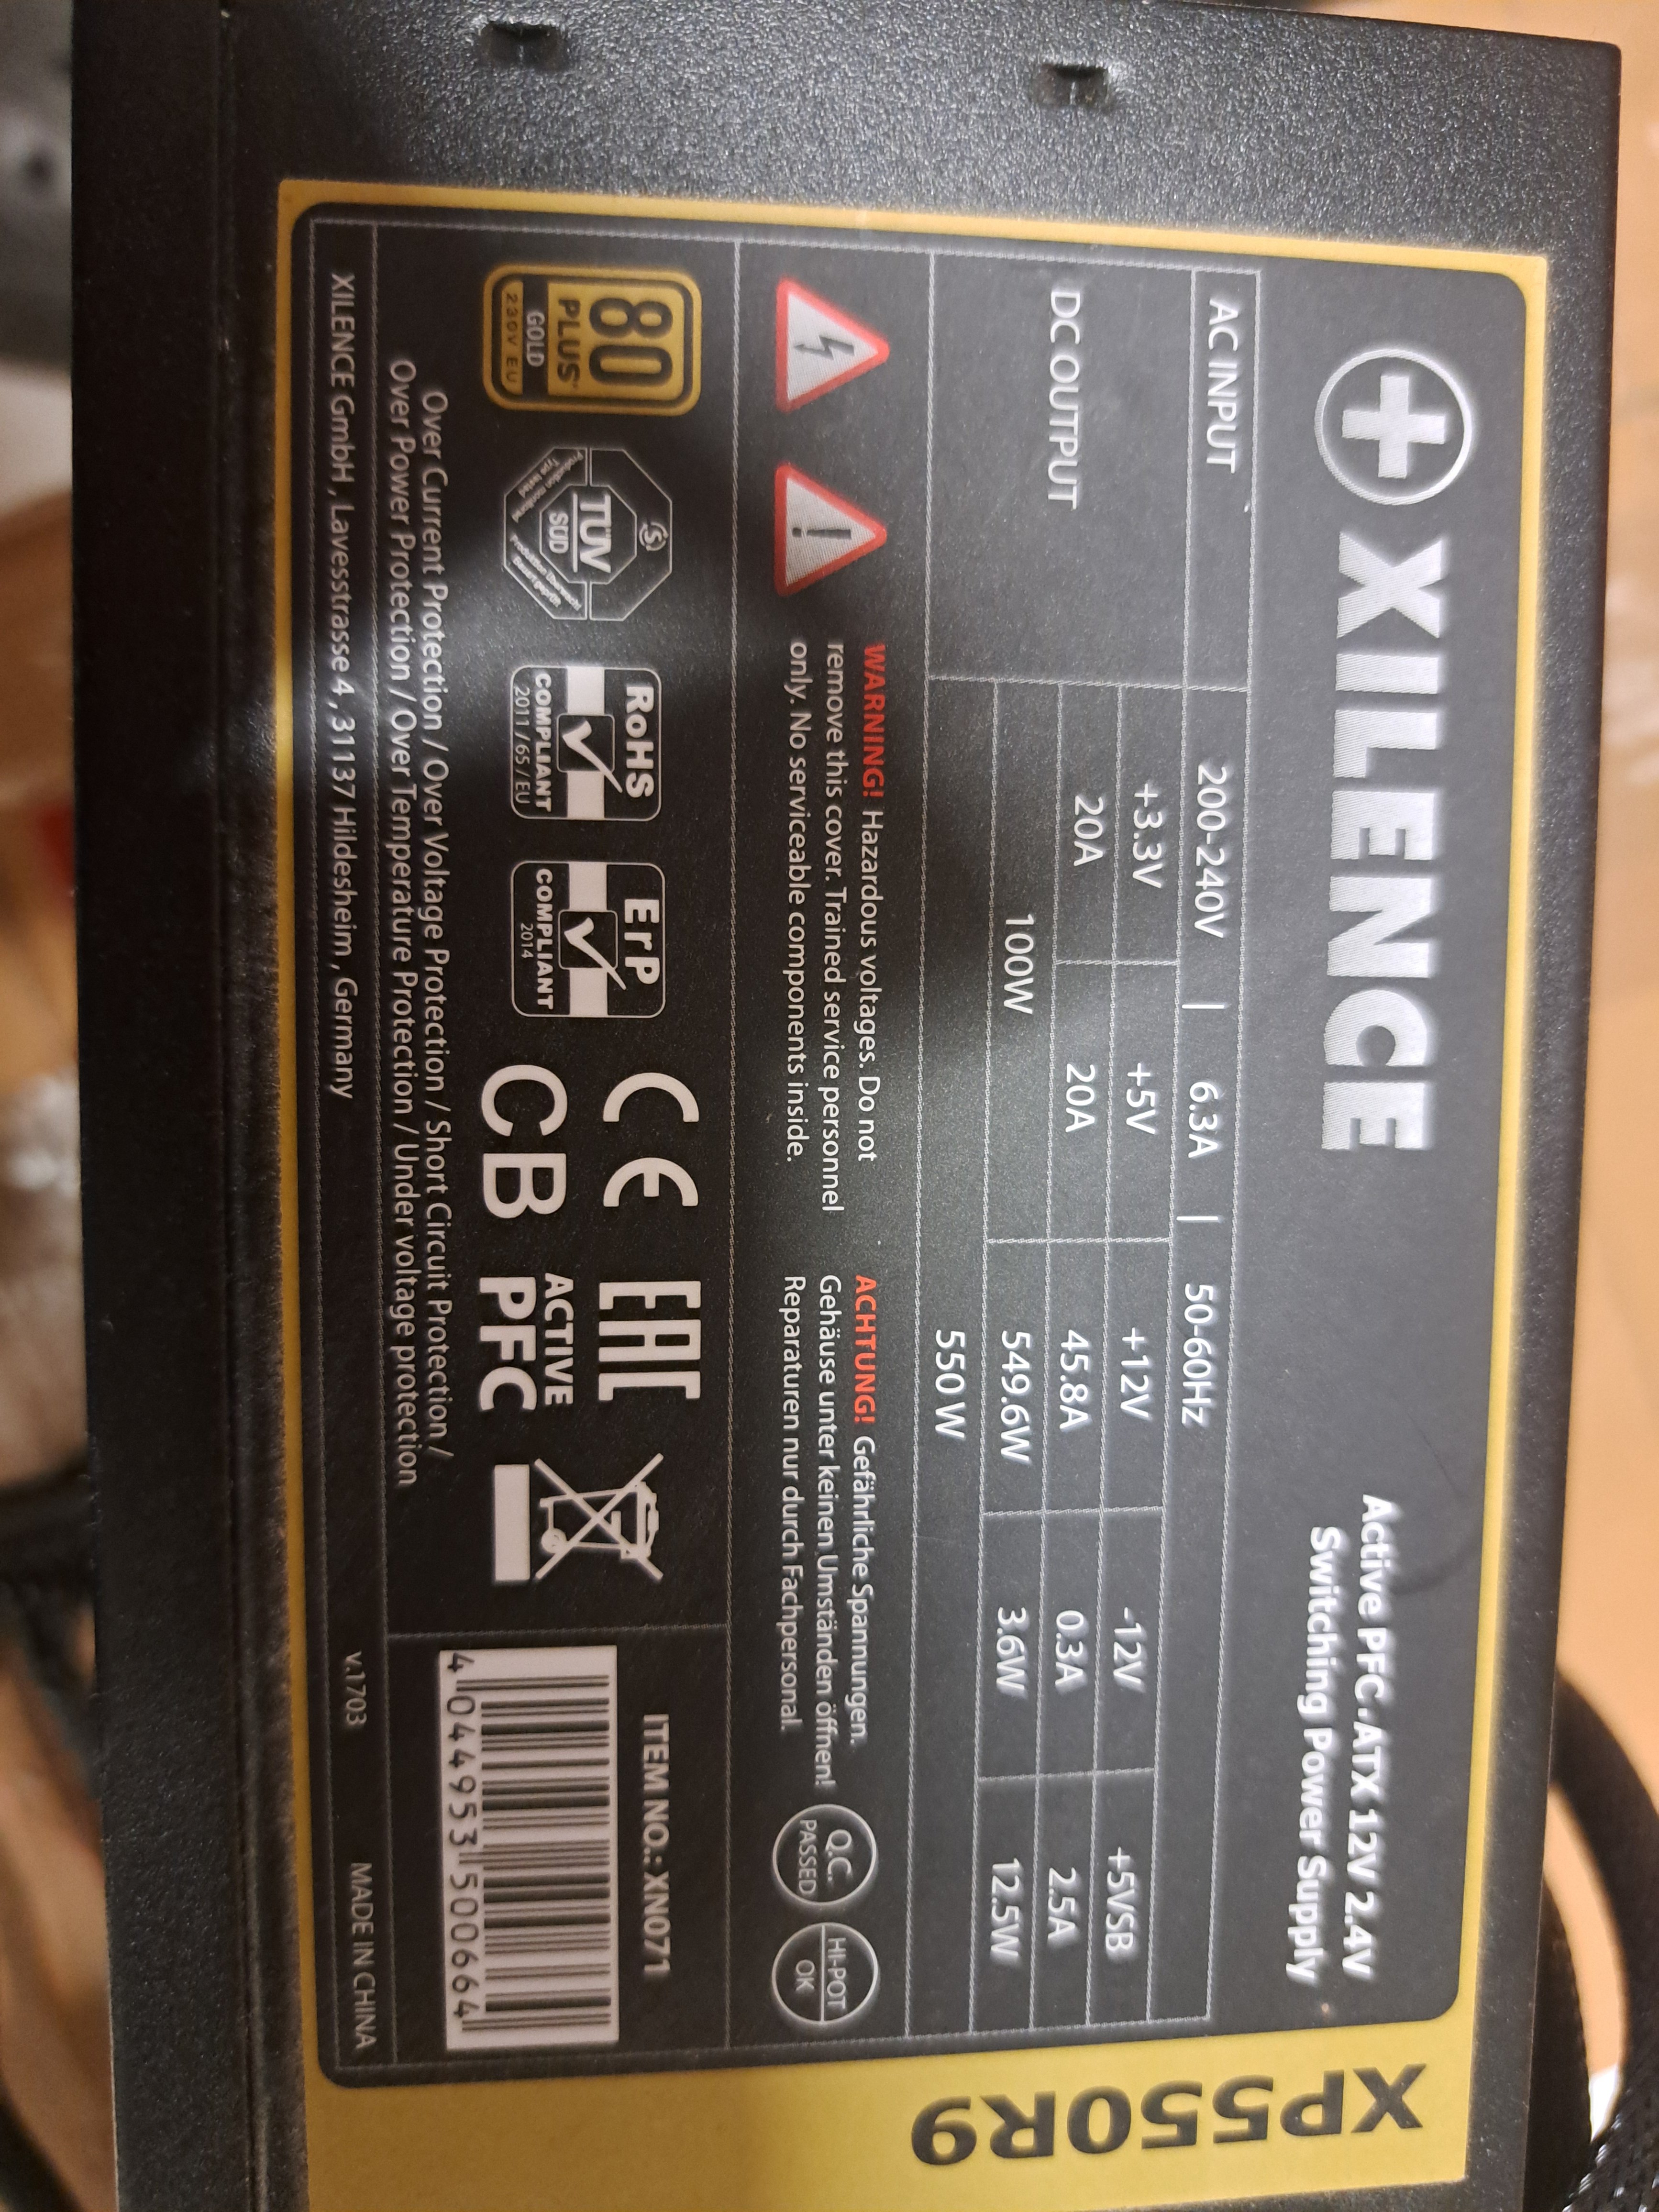 XILENCE
Active PFC . ATX 12V 2.4V
Switching Power Supply
XP550R9
AC INPUT 200-240V | 6.3A | 50-60Hz
DC OUTPUT +3.3V +5V +12V -12V +5VSB
20A 20A 45.8A 0.3A 2.5A
100W 549.6W 3.6W 12.5W
550W
WARNING! Hazardous voltages. Do not
remove this cover. Trained service personnel
only. No serviceable components inside.
ACHTUNG! Gefährliche Spannungen.
Gehäuse unter keinen Umständen öffnen!
Reparaturen nur durch Fachpersonal.
Q.C.
PASSED
HI-POT
OK
80
PLUS
GOLD
230V EU
TÜV
SÜD
RoHS
COMPLIANT
2011 / 65 / EU
ErP
COMPLIANT
2014
CE
CB
EAC
ACTIVE
PFC
ITEM NO.: XN071
4 044953 500664
Over Current Protection / Over Voltage Protection / Short Circuit Protection /
Over Power Protection / Over Temperature Protection / Under voltage protection
XILENCE GmbH , Lavesstrasse 4 , 31137 Hildesheim , Germany
v.1703
MADE IN CHINA